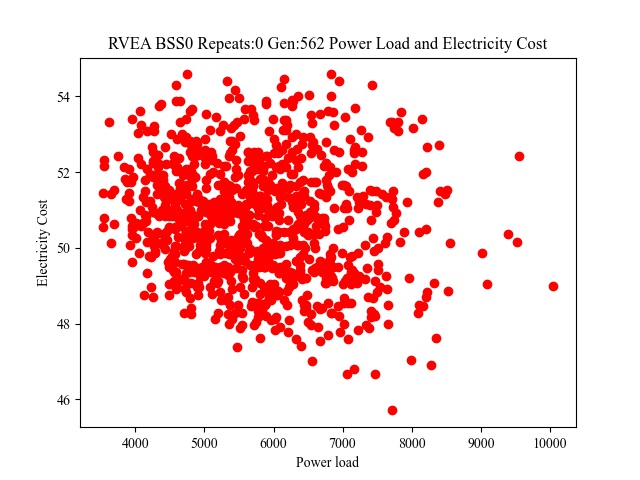 RVEA BSS0 Repeats:0 Gen:562 Power Load and Electricity Cost
54
52
50
48
46
Electricity Cost
4000 5000 6000 7000 8000 9000 10000
Power load